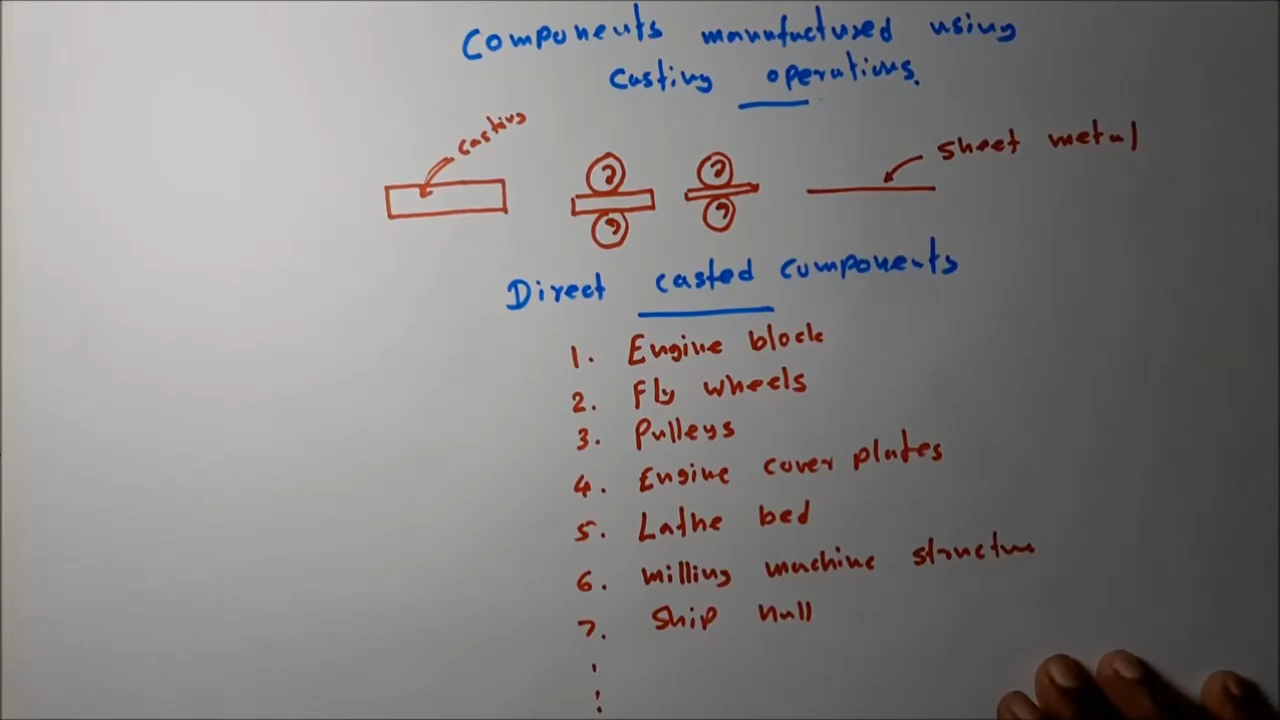 Components manufactured using
casting operations.
casting
sheet metal
Direct casted components
1. Engine block
2. Fly wheels
3. Pulleys
4. Engine cover plates
5. Lathe bed
6. milling machine structure
7. Ship hull